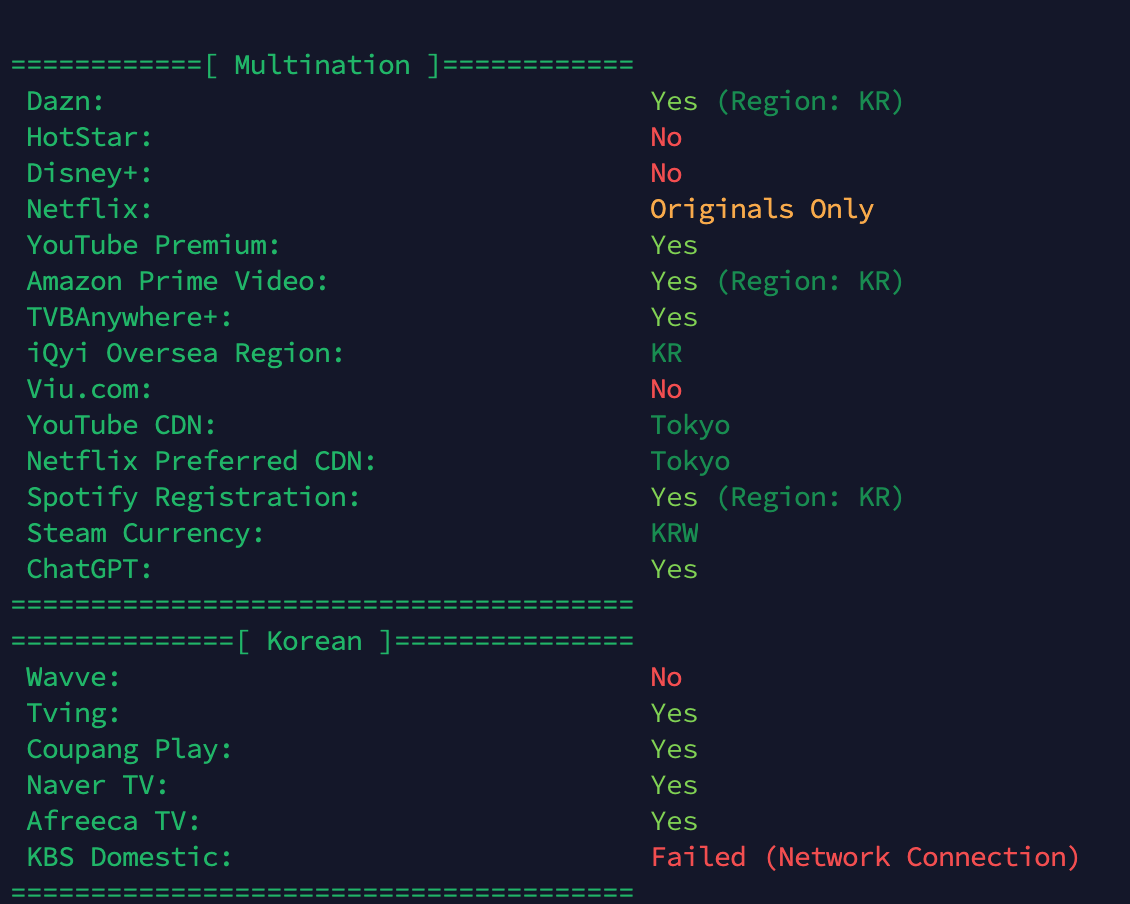 ============[ Multination ]============
Dazn: Yes (Region: KR)
HotStar: No
Disney+: No
Netflix: Originals Only
YouTube Premium: Yes
Amazon Prime Video: Yes (Region: KR)
TVBAnywhere+: Yes
iQyi Oversea Region: KR
Viu.com: No
YouTube CDN: Tokyo
Netflix Preferred CDN: Tokyo
Spotify Registration: Yes (Region: KR)
Steam Currency: KRW
ChatGPT: Yes
=======================================
==============[ Korean ]===============
Wavve: No
Tving: Yes
Coupang Play: Yes
Naver TV: Yes
Afreeca TV: Yes
KBS Domestic: Failed (Network Connection)
=======================================